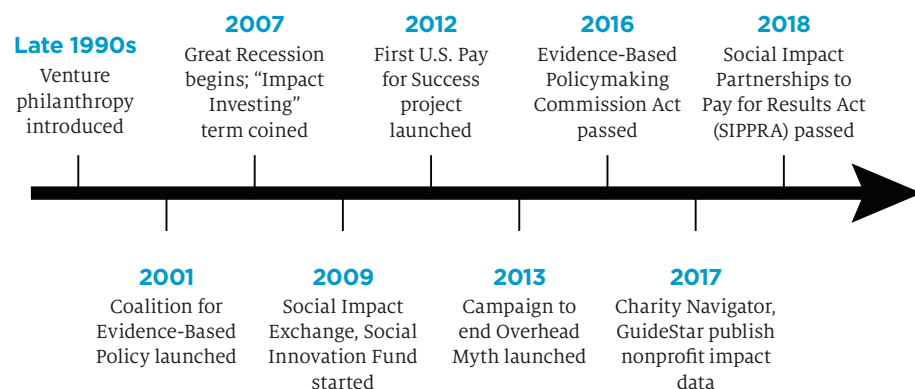 Late 1990s
Venture
philanthropy
introduced
2001
Coalition for
Evidence-Based
Policy launched
2007
Great Recession
begins; “Impact
Investing”
term coined
2009
Social Impact
Exchange, Social
Innovation Fund
started
2012
First U.S. Pay
for Success
project
launched
2013
Campaign to
end Overhead
Myth launched
2016
Evidence-Based
Policymaking
Commission Act
passed
2017
Charity Navigator,
GuideStar publish
nonprofit impact
data
2018
Social Impact
Partnerships to
Pay for Results Act
(SIPPRA) passed